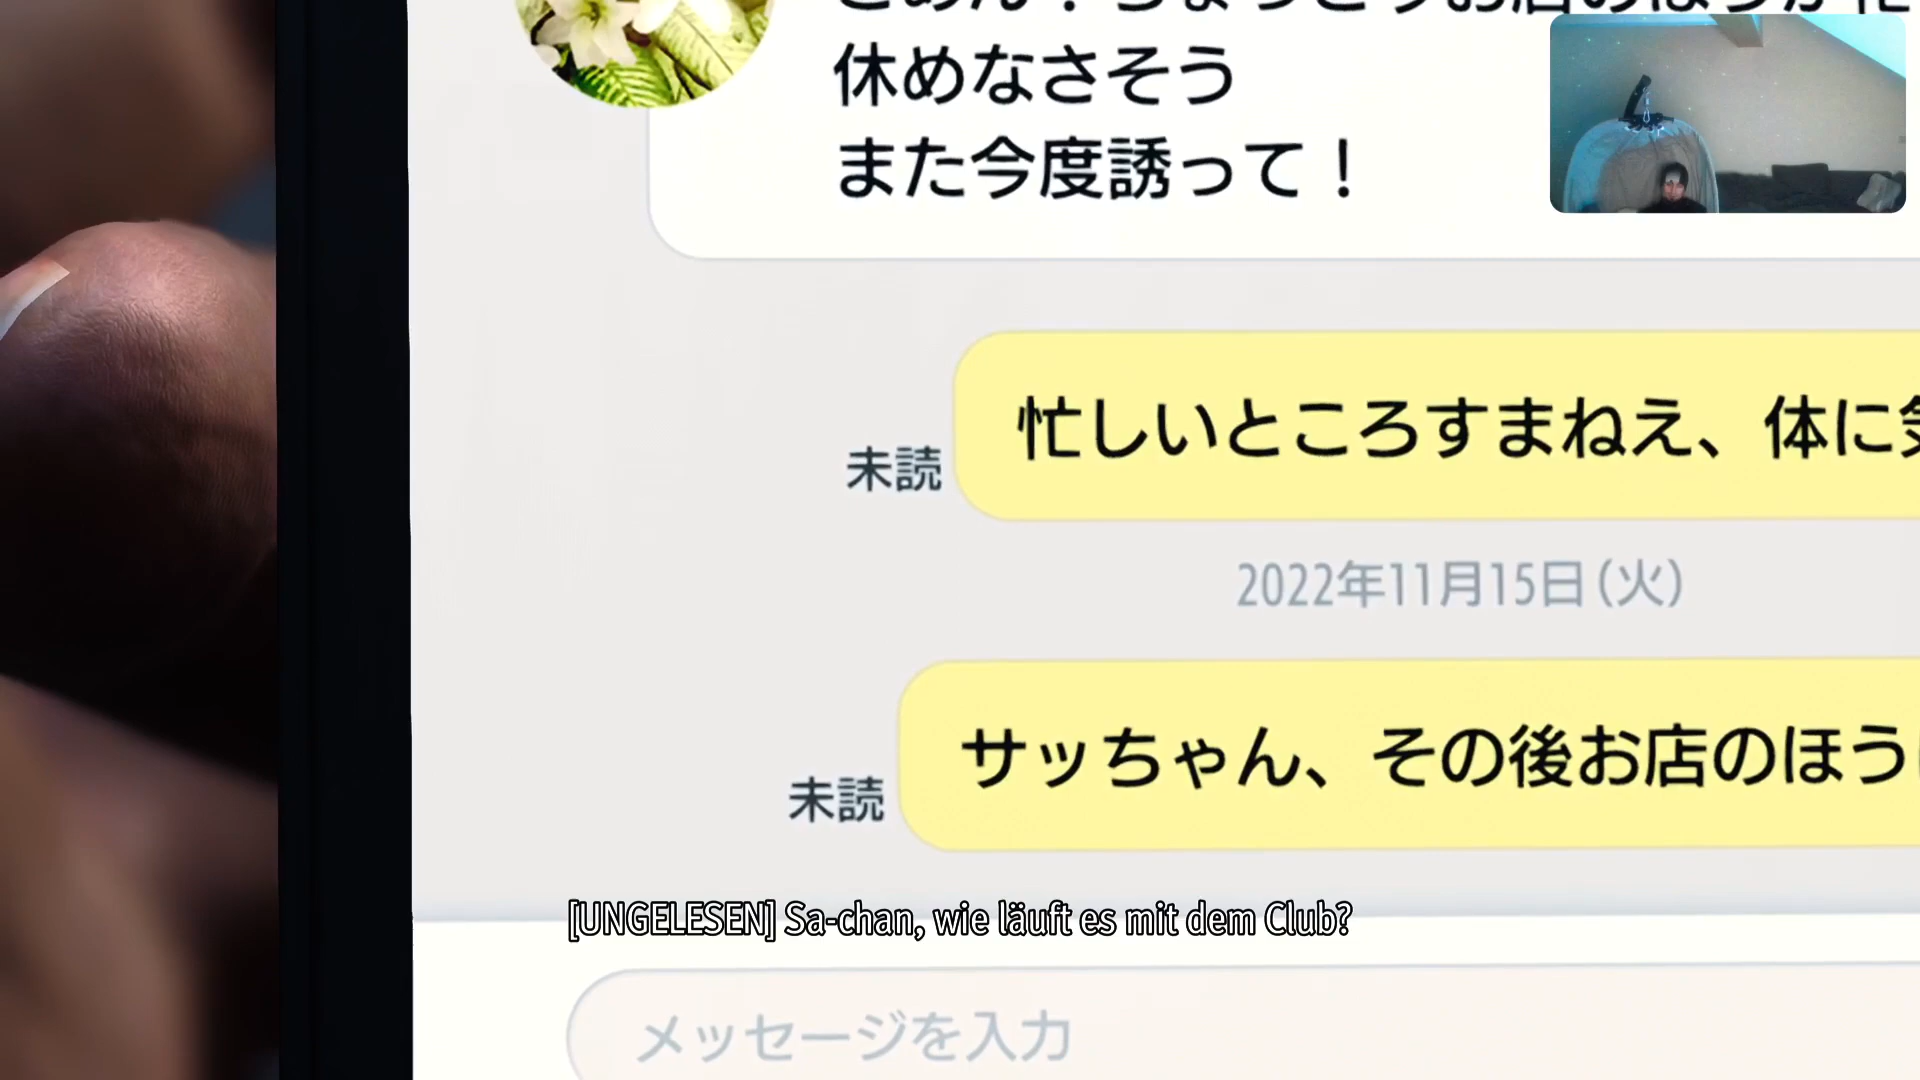 休めなさそう
また今度誘って！
忙しいところすまねえ、体に
未読
2022年11月15日(火)
サッちゃん、その後お店のほう
未読
[UNGELESEN] Sa-chan, wie läuft es mit dem Club?
メッセージを入力